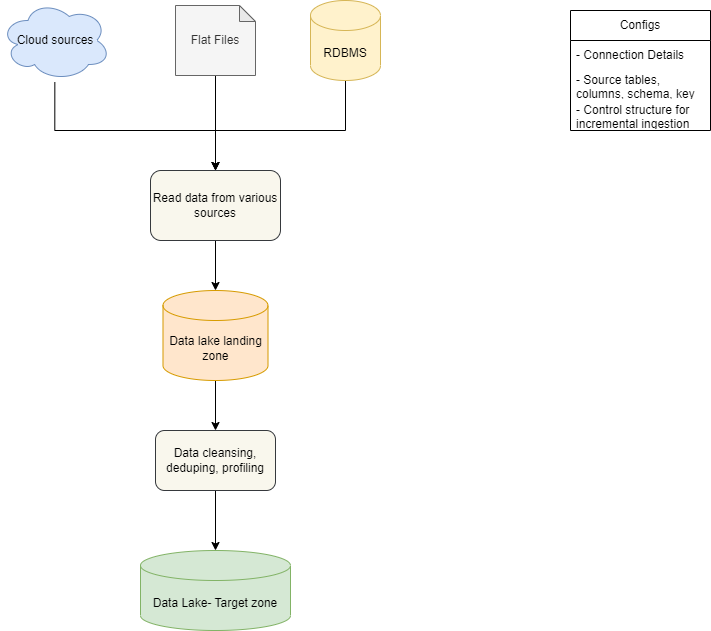 Cloud sources
Flat Files
RDBMS
Configs
- Connection Details
- Source tables,
columns, schema, key
- Control structure for
incremental ingestion
Read data from various
sources
Data lake landing
zone
Data cleansing,
deduping, profiling
Data Lake- Target zone